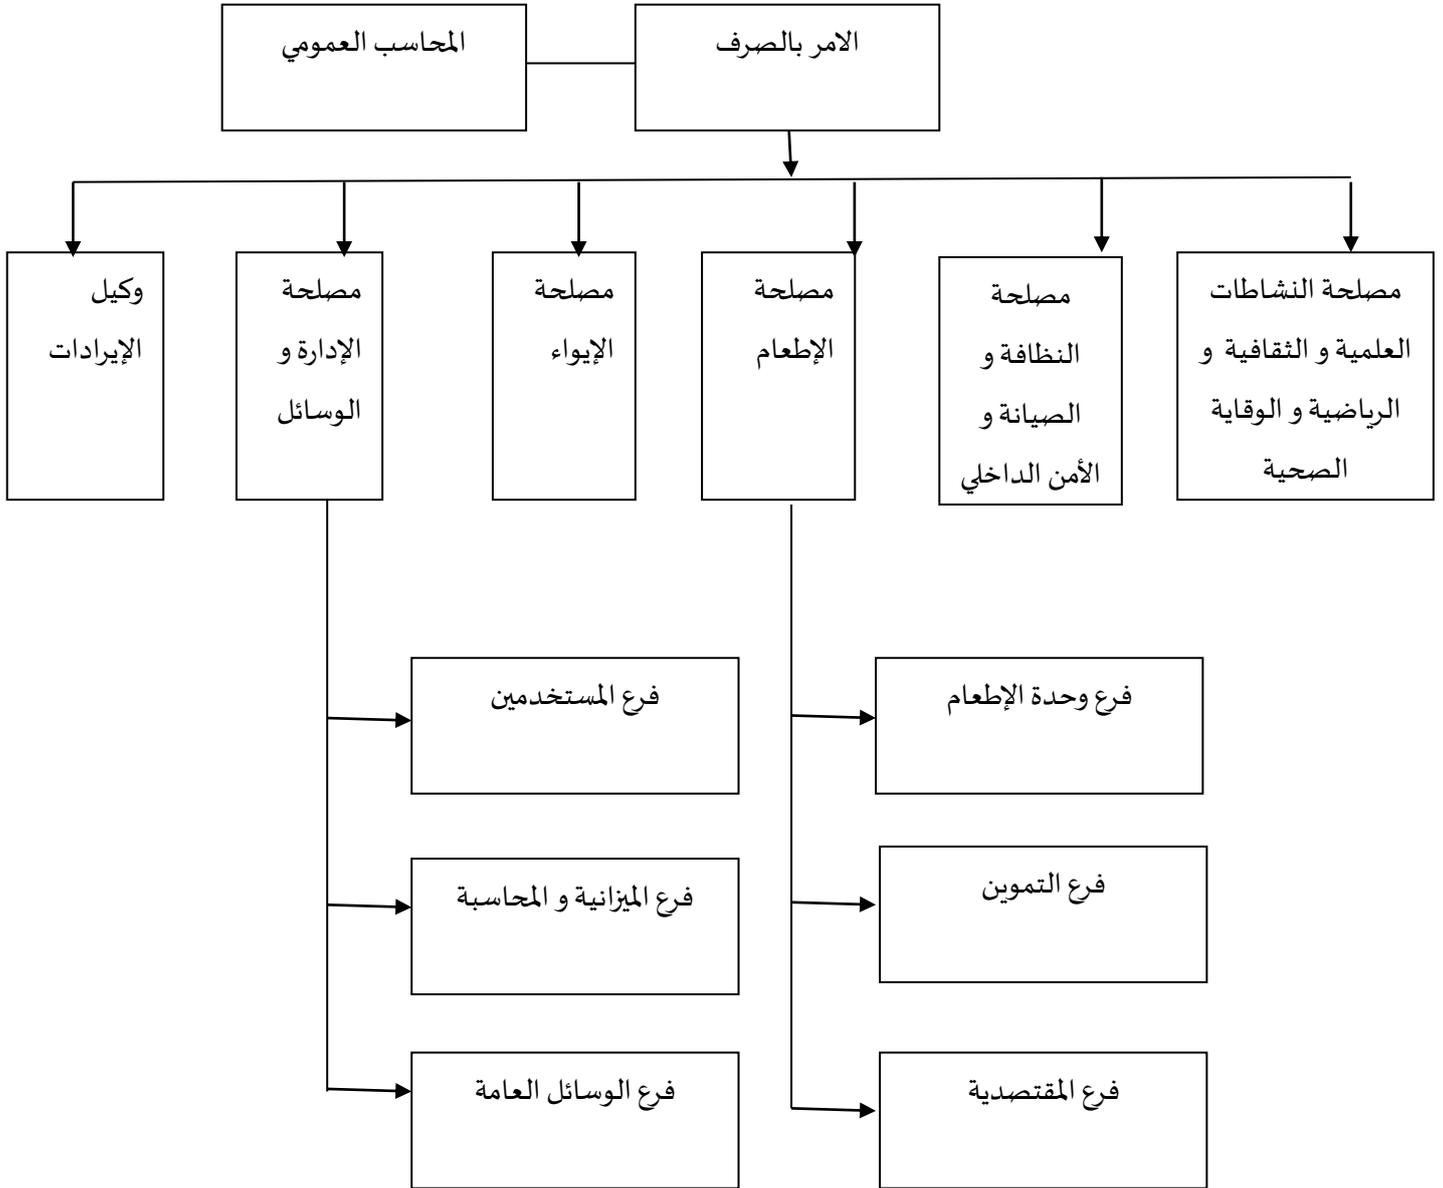 الامر بالصرف
المحاسب العمومي
مصلحة النشاطات
العلمية و الثقافية و
الرياضية و الوقاية
الصحية
مصلحة
النظافة و
الصيانة و
الأمن الداخلي
مصلحة
الإطعام
مصلحة
الإيواء
مصلحة
الإدارة و
الوسائل
وكيل
الإيرادات
فرع وحدة الإطعام
فرع المستخدمين
فرع التموين
فرع الميزانية و المحاسبة
فرع المقتصدية
فرع الوسائل العامة